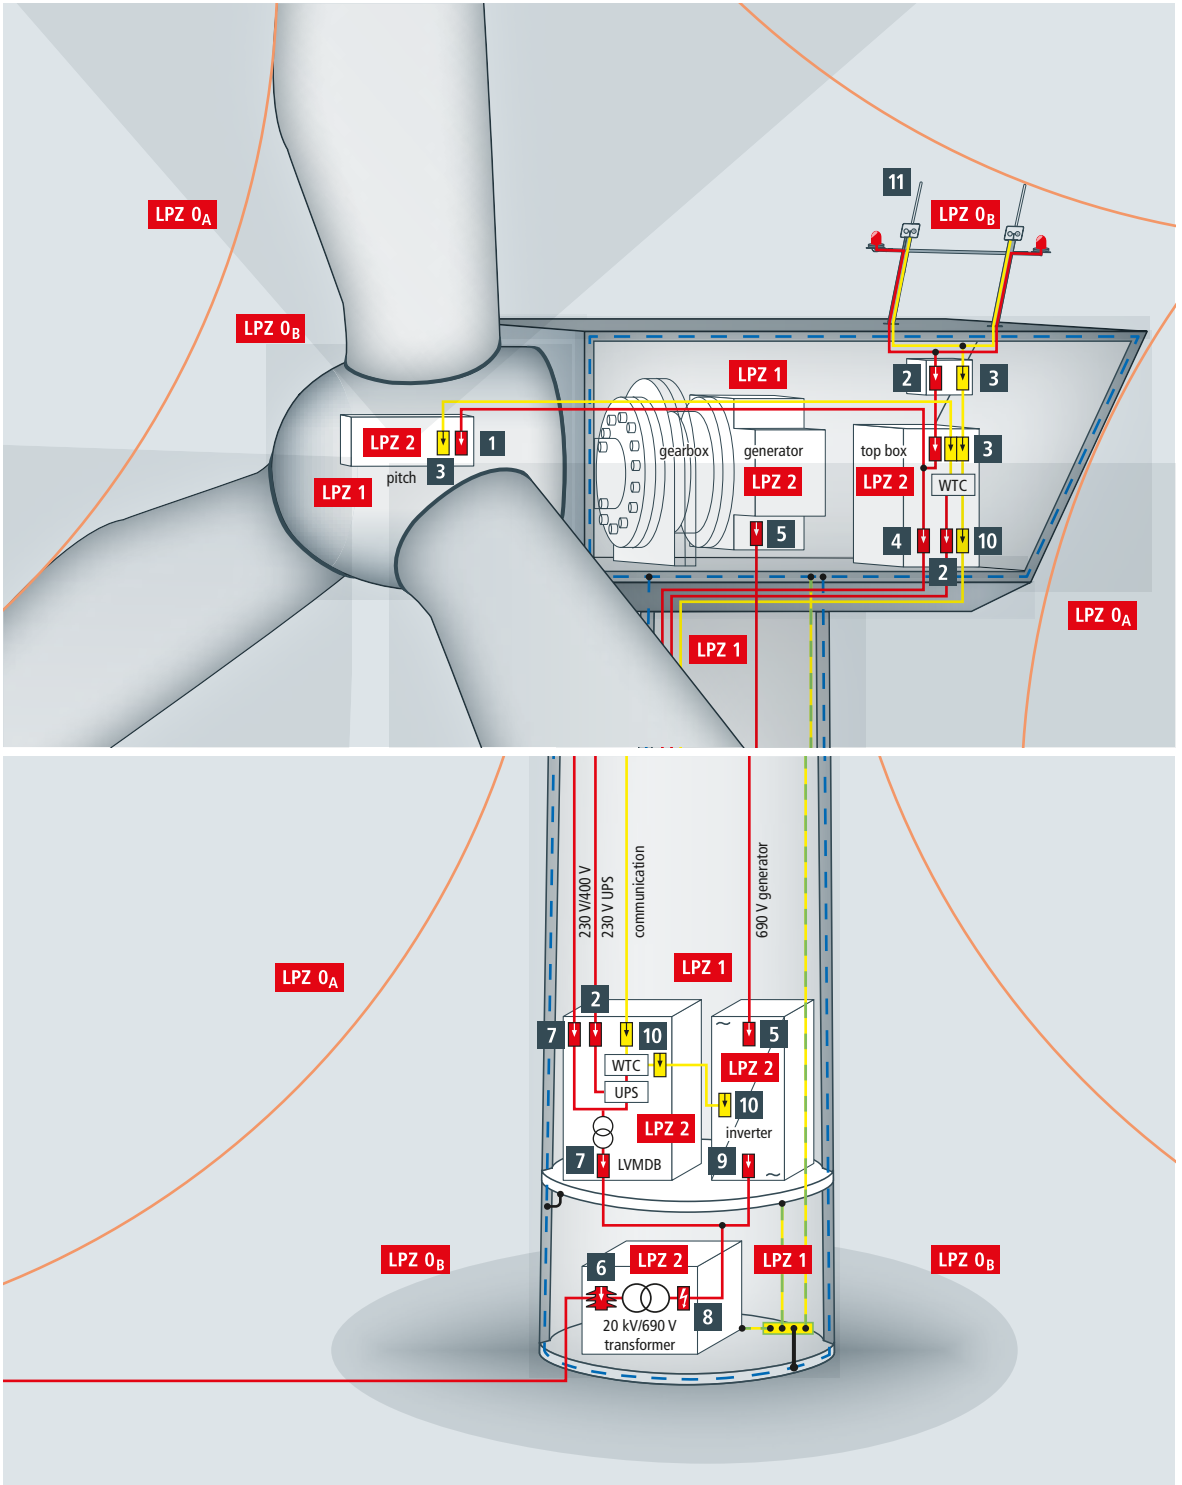 11
LPZ 0A
LPZ 0B
LPZ 0B
LPZ 1
2
3
LPZ 2
1
3
pitch
LPZ 1
gearbox
generator
LPZ 2
5
top box
LPZ 2
3
WTC
4
10
2
LPZ 0A
LPZ 1
230 V/400 V
230 V UPS
communication
690 V generator
LPZ 1
LPZ 0A
2
7
10
5
WTC
LPZ 2
UPS
10
LPZ 2
inverter
7
LVMDB
9
LPZ 0B
LPZ 2
LPZ 1
LPZ 0B
6
8
20 kV/690 V
transformer